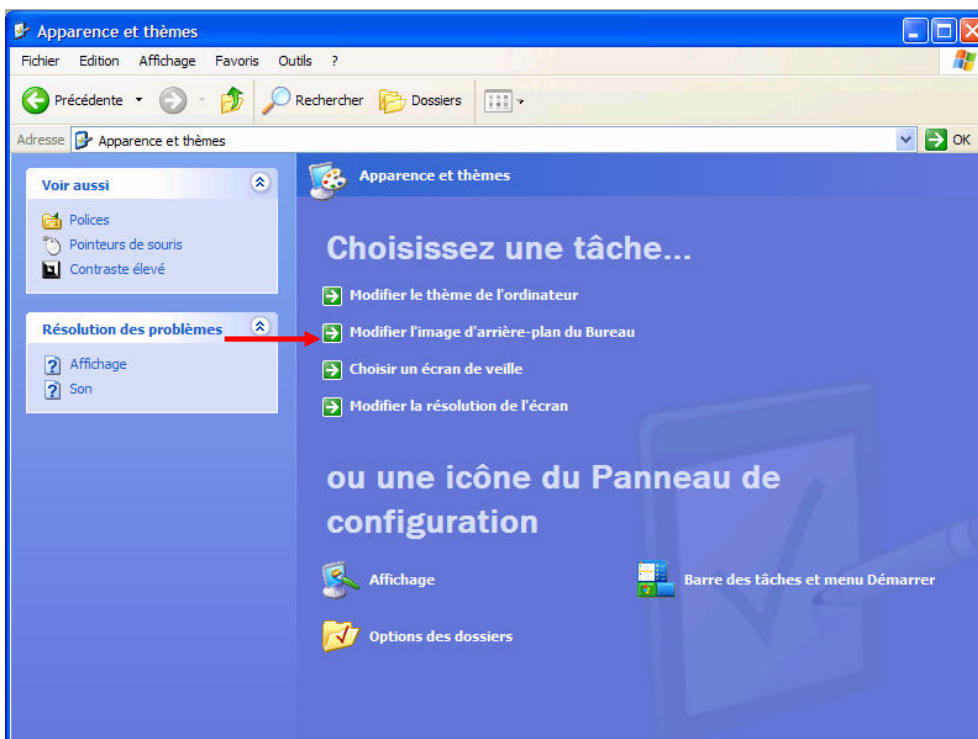 Apparence et thèmes
Fichier Edition Affichage Favoris Outils ?
Précédente Rechercher Dossiers
Adresse Apparence et thèmes OK
Voir aussi
Polices
Pointeurs de souris
Contraste élevé
Résolution des problèmes
Affichage
Son
Apparence et thèmes
Choisissez une tâche...
Modifier le thème de l'ordinateur
Modifier l'image d'arrière-plan du Bureau
Choisir un écran de veille
Modifier la résolution de l'écran
ou une icône du Panneau de
configuration
Affichage
Barre des tâches et menu Démarrer
Options des dossiers